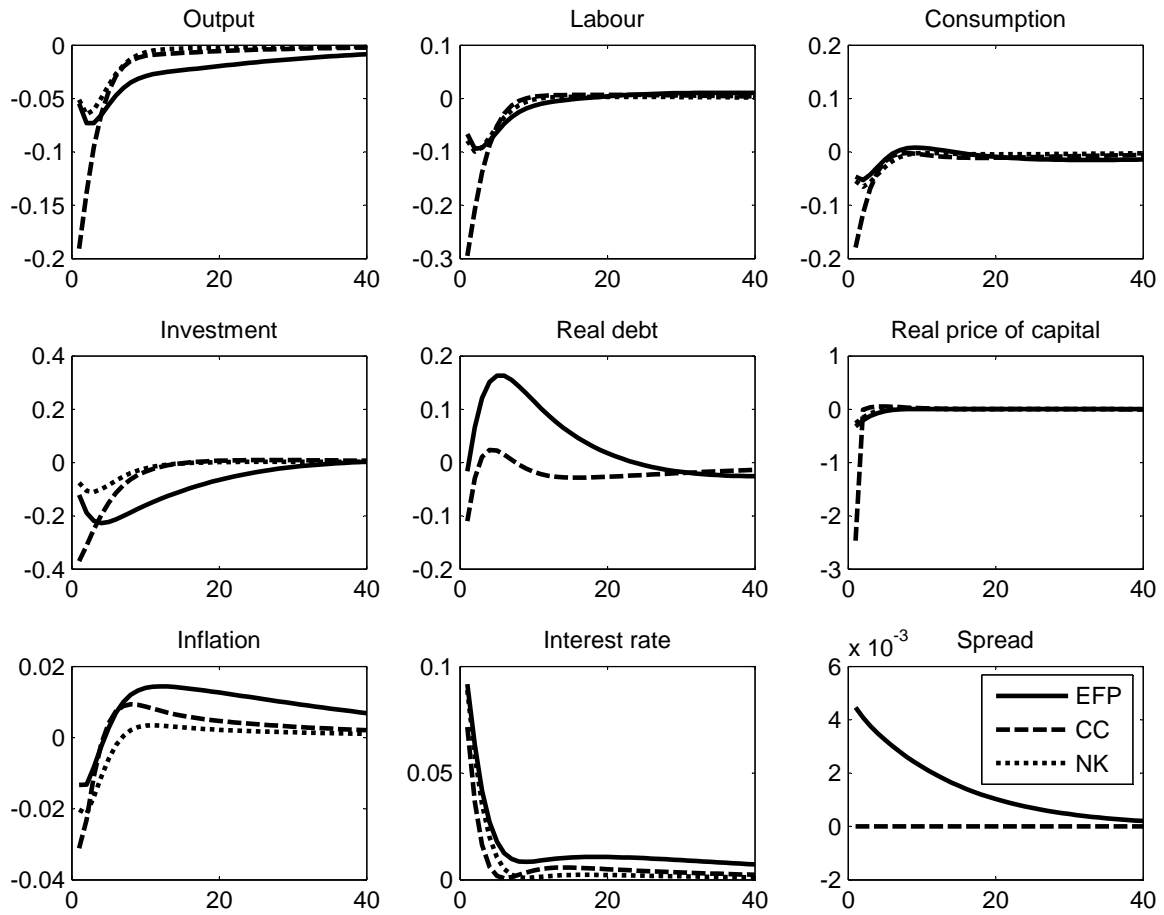 Output
0
-0.05
-0.1
-0.15
-0.2
0 20 40
Labour
0.1
0
-0.1
-0.2
-0.3
0 20 40
Consumption
0.2
0.1
0
-0.1
-0.2
0 20 40
Investment
0.4
0.2
0
-0.2
-0.4
0 20 40
Real debt
0.2
0.1
0
-0.1
-0.2
0 20 40
Real price of capital
1
0
-1
-2
-3
0 20 40
Inflation
0.02
0
-0.02
-0.04
0 20 40
Interest rate
0.1
0.05
0
0 20 40
Spread
x 10^-3
6
4
2
0
-2
0 20 40
EFP
CC
NK